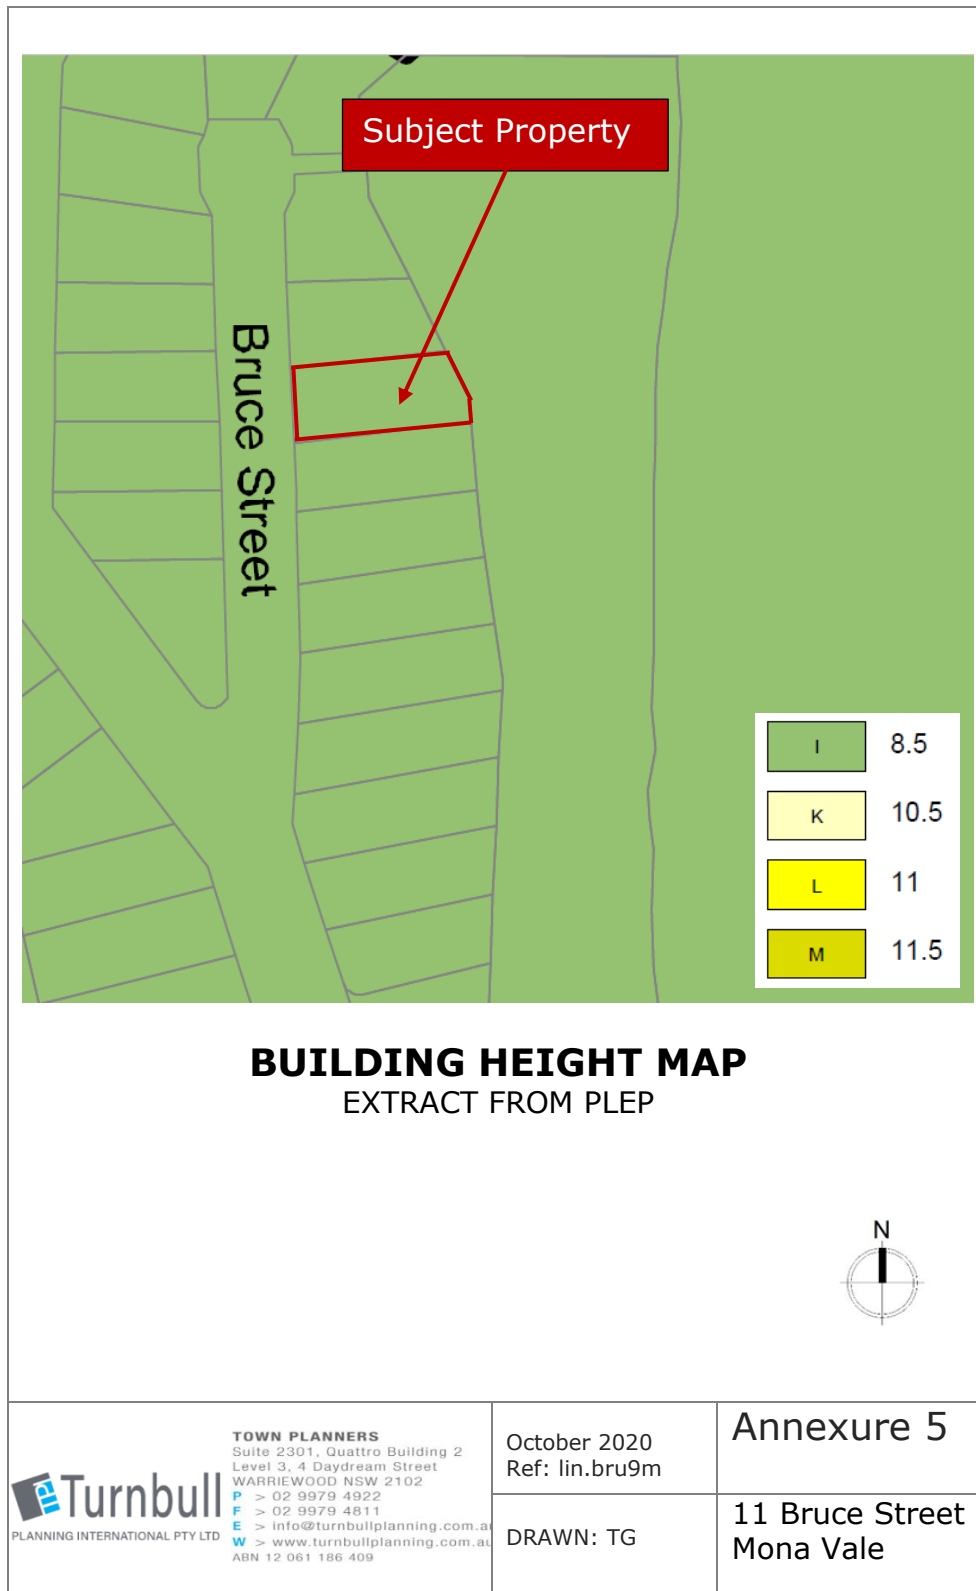 Subject Property
Bruce Street
I 8.5
K 10.5
L 11
M 11.5
BUILDING HEIGHT MAP
EXTRACT FROM PLEP
N
TPI Turnbull
PLANNING INTERNATIONAL PTY LTD
TOWN PLANNERS
Suite 2301, Quattro Building 2
Level 3, 4 Daydream Street
WARRIEWOOD NSW 2102
P > 02 9979 4922
F > 02 9979 4811
E > info@turnbullplanning.com.au
W > www.turnbullplanning.com.au
ABN 12 061 186 409
October 2020
Ref: lin.bru9m
DRAWN: TG
Annexure 5
11 Bruce Street
Mona Vale